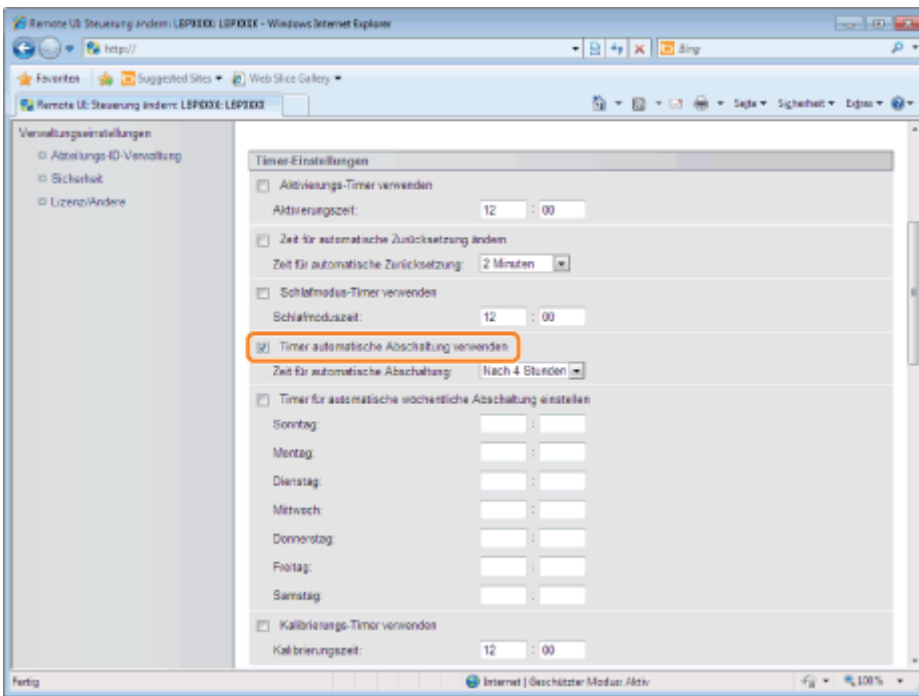 Remote UI: Steuerung ändern: LBPXXXX: LBPXXXX - Windows Internet Explorer
http://
Bing
Favoriten Suggested Sites Web Slice Gallery
Remote UI: Steuerung ändern: LBPXXXX: LBPXXXX
Seite Sicherheit Extras
Verwaltungseinstellungen
Abteilungs-ID-Verwaltung
Sicherheit
Lizenz/Andere
Timer-Einstellungen
Aktivierungs-Timer verwenden
Aktivierungszeit: 12 : 00
Zeit für automatische Zurücksetzung ändern
Zeit für automatische Zurücksetzung: 2 Minuten
Schlafmodus-Timer verwenden
Schlafmoduszeit: 12 : 00
Timer automatische Abschaltung verwenden
Zeit für automatische Abschaltung: Nach 4 Stunden
Timer für automatische wöchentliche Abschaltung einstellen
Sonntag: :
Montag: :
Dienstag: :
Mittwoch: :
Donnerstag: :
Freitag: :
Samstag: :
Kalibrierungs-Timer verwenden
Kalibrierungszeit: 12 : 00
Fertig
Internet | Geschützter Modus: Aktiv
100%